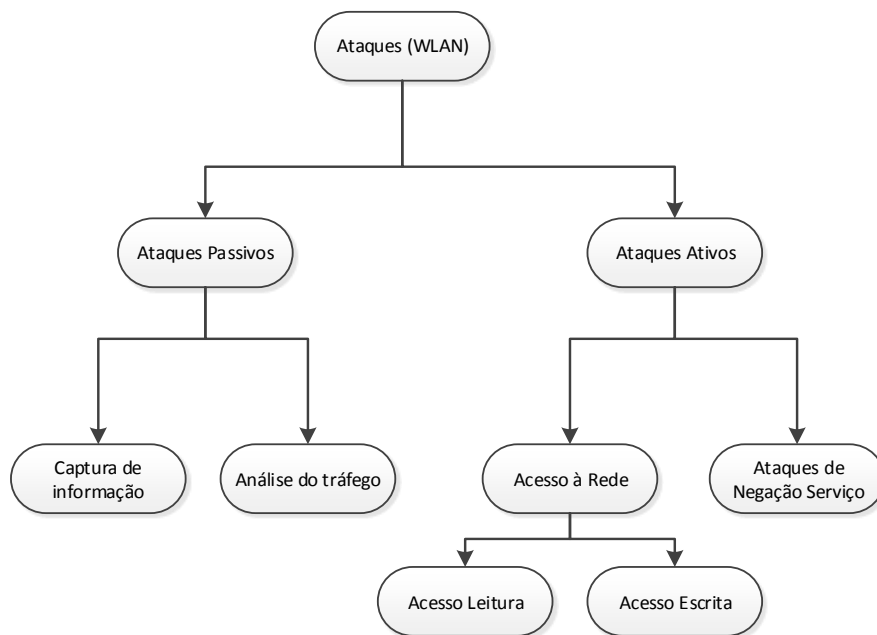 Ataques (WLAN)
Ataques Passivos
Ataques Ativos
Captura de
informação
Análise do tráfego
Acesso à Rede
Ataques de
Negação Serviço
Acesso Leitura
Acesso Escrita